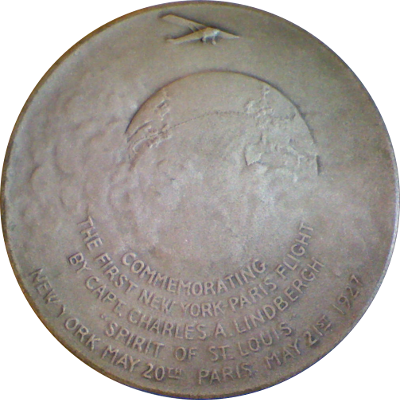 COMMEMORATING
THE FIRST NEW YORK-PARIS FLIGHT
BY CAPT. CHARLES A. LINDBERGH
"SPIRIT OF ST. LOUIS"
NEW YORK MAY 20TH PARIS MAY 21ST 1927